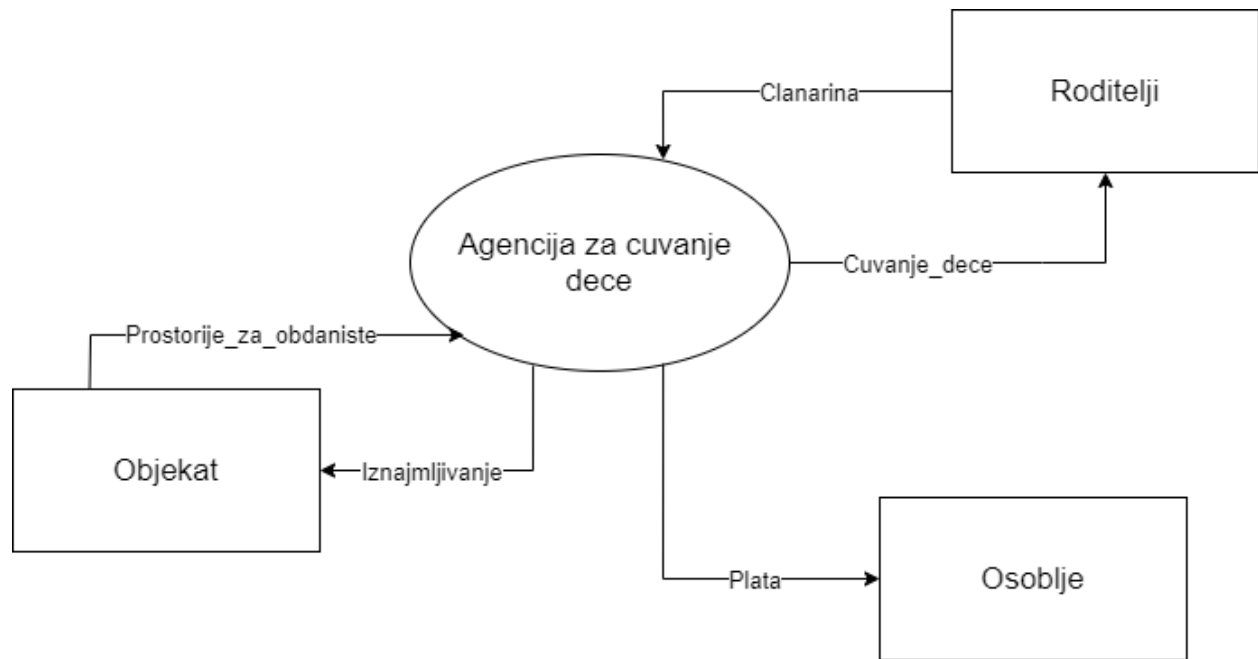 Roditelji
Clanarina
Agencija za cuvanje
dece
Cuvanje_dece
Prostorije_za_obdaniste
Objekat
Iznajmljivanje
Plata
Osoblje